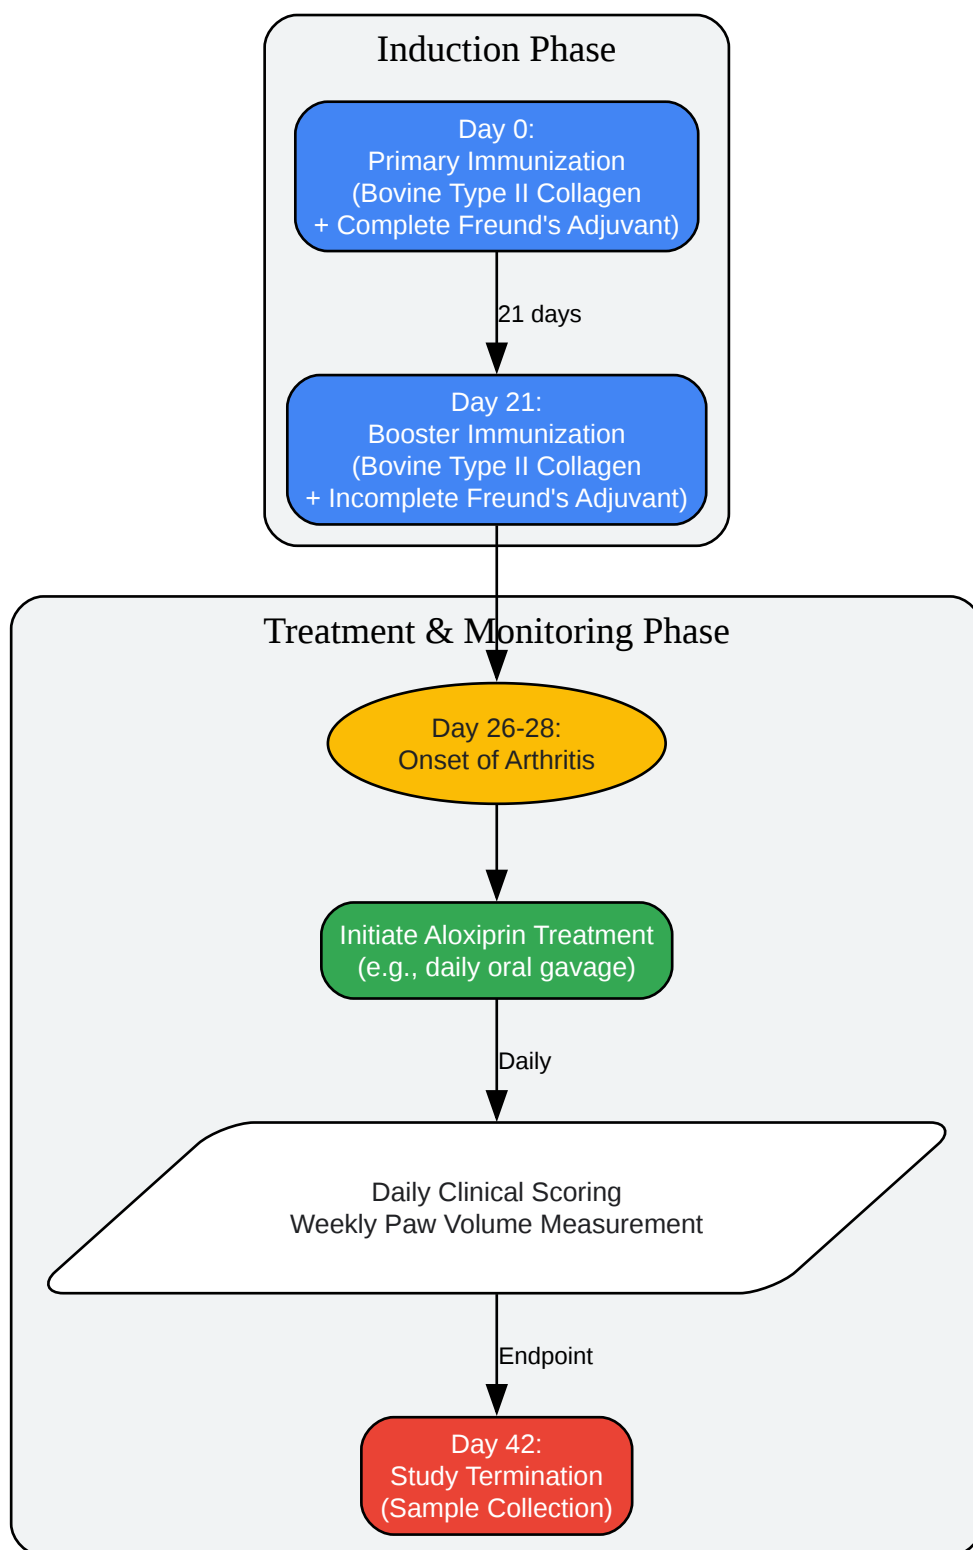 Induction Phase
Day 0:
Primary Immunization
(Bovine Type II Collagen
+ Complete Freund's Adjuvant)
21 days
Day 21:
Booster Immunization
(Bovine Type II Collagen
+ Incomplete Freund's Adjuvant)
Treatment & Monitoring Phase
Day 26-28:
Onset of Arthritis
Initiate Aloxiprin Treatment
(e.g., daily oral gavage)
Daily
Daily Clinical Scoring
Weekly Paw Volume Measurement
Endpoint
Day 42:
Study Termination
(Sample Collection)